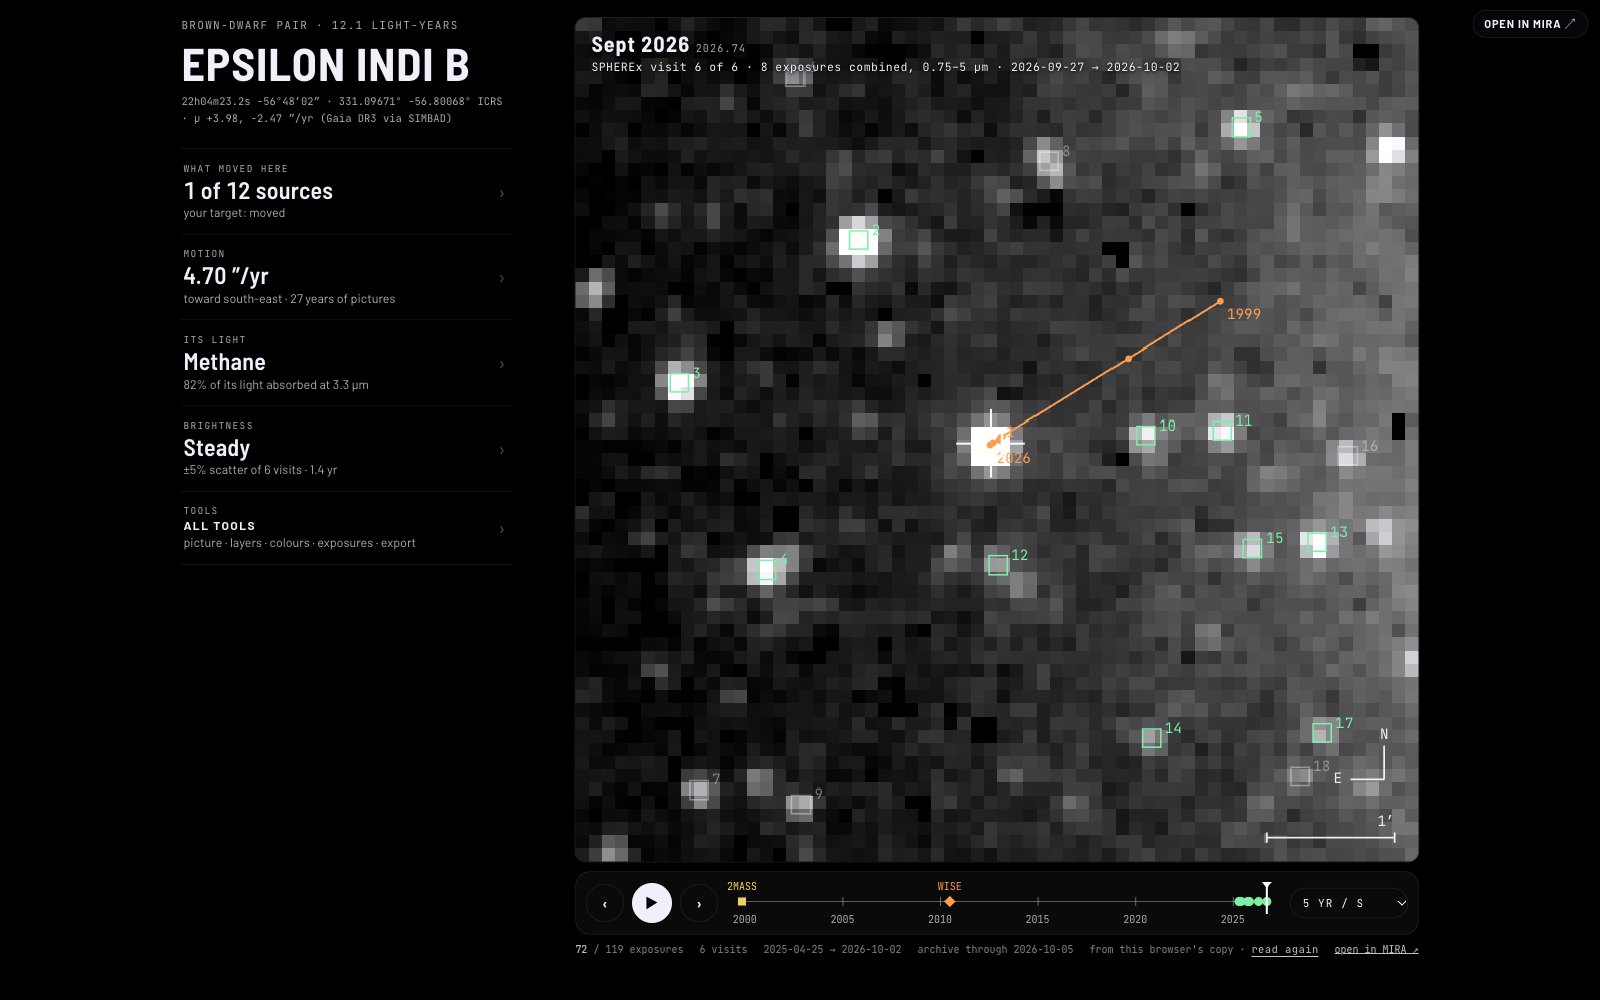 BROWN-DWARF PAIR · 12.1 LIGHT-YEARS
EPSILON INDI B
22h04m23.2s -56°48′02″ · 331.09671° -56.80068° ICRS
· μ +3.98, -2.47 ″/yr (Gaia DR3 via SIMBAD)
WHAT MOVED HERE
1 of 12 sources
your target: moved
MOTION
4.70 ″/yr
toward south-east · 27 years of pictures
ITS LIGHT
Methane
82% of its light absorbed at 3.3 μm
BRIGHTNESS
Steady
±5% scatter of 6 visits · 1.4 yr
TOOLS
ALL TOOLS
picture · layers · colours · exposures · export
OPEN IN MIRA ↗
Sept 2026 2026.74
SPHEREx visit 6 of 6 · 8 exposures combined, 0.75–5 μm · 2026-09-27 → 2026-10-02
5
8
2
1999
3
10
11
16
2026
15
13
12
4
14
17
N
18
E
7
9
1′
2MASS
WISE
2000
2005
2010
2015
2020
2025
5 YR / S
72 / 119 exposures 6 visits 2025-04-25 → 2026-10-02 archive through 2026-10-05 from this browser's copy · read again open in MIRA ↗